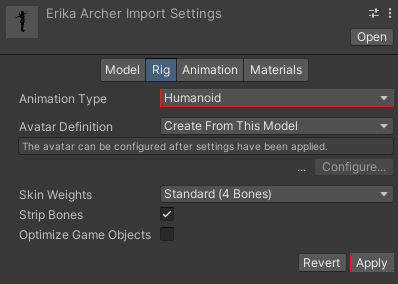 Erika Archer Import Settings
Open
Model Rig Animation Materials
Animation Type Humanoid
Avatar Definition Create From This Model
The avatar can be configured after settings have been applied.
... Configure...
Skin Weights Standard (4 Bones)
Strip Bones
Optimize Game Objects
Revert Apply